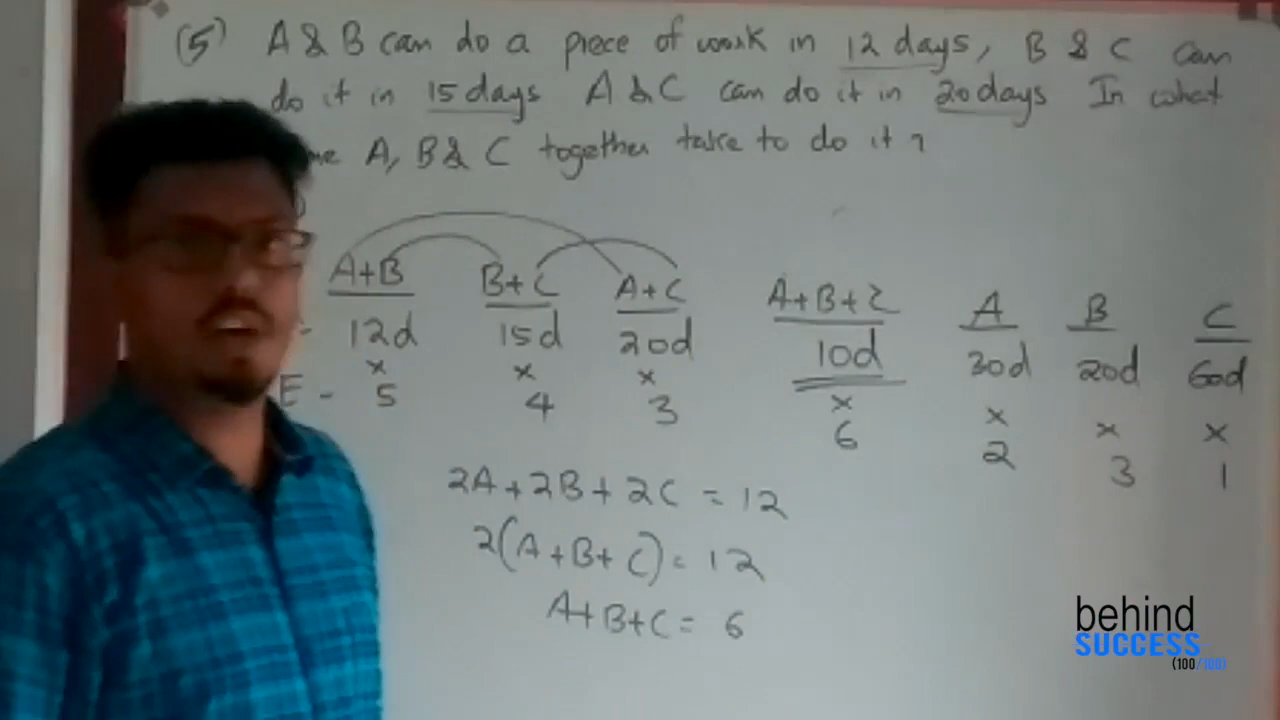 (5) A & B can do a piece of work in 12 days, B & C can
do it in 15 days A & C can do it in 20 days In what
A, B & C together take to do it ?
A+B B+C A+C A+B+C A B C
12d 15d 20d 10d 30d 20d 60d
x x x x x x x
E - 5 4 3 6 2 3 1
2A + 2B + 2C = 12
2(A+B+C) = 12
A+B+C = 6
behind
SUCCESS
(100/100)